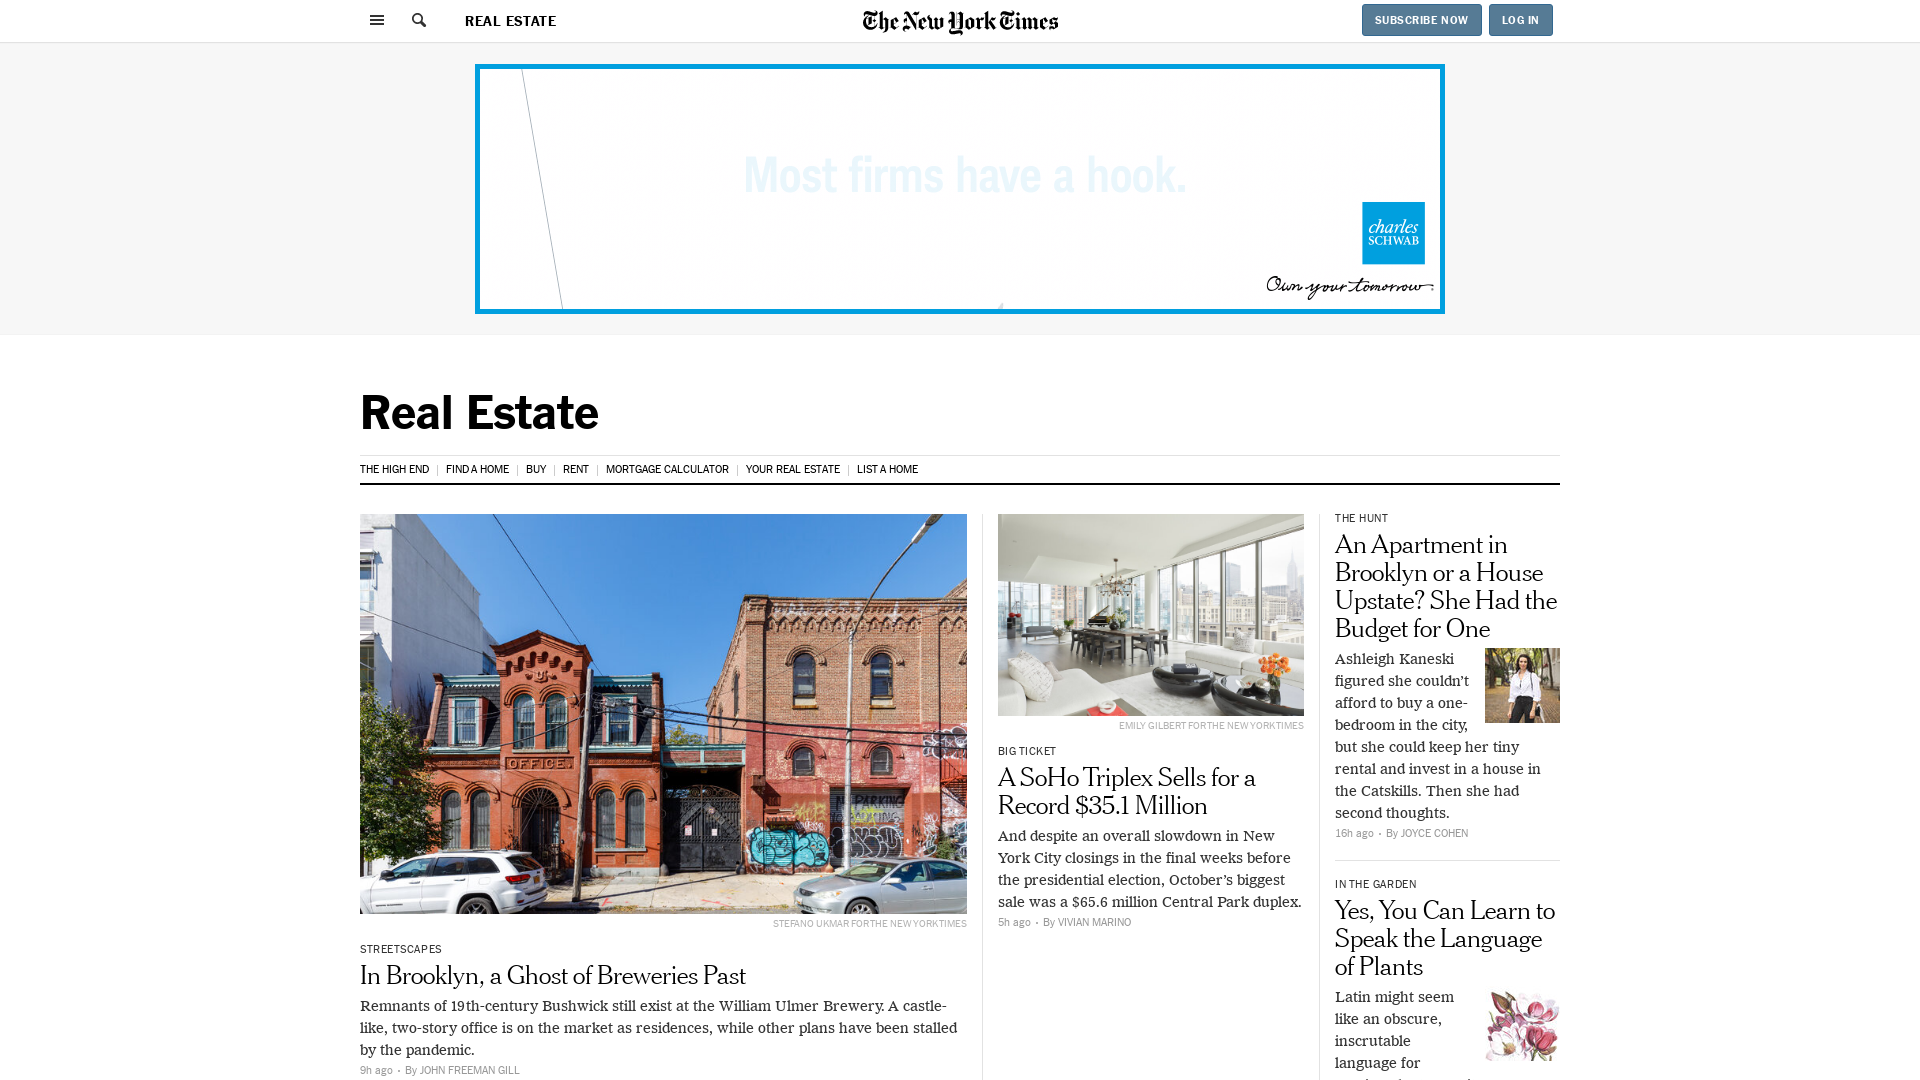 REAL ESTATE
The New York Times
SUBSCRIBE NOW
LOG IN
Most firms have a hook.
charles
SCHWAB
Own your tomorrow.
Real Estate
THE HIGH END
FIND A HOME
BUY
RENT
MORTGAGE CALCULATOR
YOUR REAL ESTATE
LIST A HOME
OFFICE.
NO PARKING
STEFANO UKMAR FOR THE NEW YORK TIMES
STREETSCAPES
In Brooklyn, a Ghost of Breweries Past
Remnants of 19th-century Bushwick still exist at the William Ulmer Brewery. A castle-
like, two-story office is on the market as residences, while other plans have been stalled
by the pandemic.
9h ago • By JOHN FREEMAN GILL
EMILY GILBERT FOR THE NEW YORK TIMES
BIG TICKET
A SoHo Triplex Sells for a
Record $35.1 Million
And despite an overall slowdown in New
York City closings in the final weeks before
the presidential election, October’s biggest
sale was a $65.6 million Central Park duplex.
5h ago • By VIVIAN MARINO
THE HUNT
An Apartment in
Brooklyn or a House
Upstate? She Had the
Budget for One
Ashleigh Kaneski
figured she couldn’t
afford to buy a one-
bedroom in the city,
but she could keep her tiny
rental and invest in a house in
the Catskills. Then she had
second thoughts.
16h ago • By JOYCE COHEN
IN THE GARDEN
Yes, You Can Learn to
Speak the Language
of Plants
Latin might seem
like an obscure,
inscrutable
language for